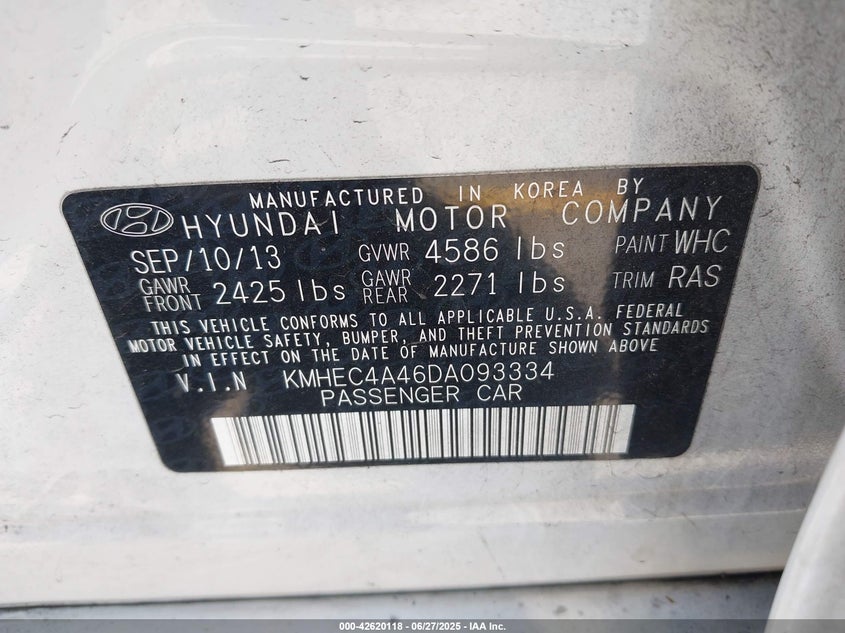 MANUFACTURED IN KOREA BY
HYUNDAI MOTOR COMPANY
SEP/10/13 GVWR 4586 lbs PAINT WHC
GAWR FRONT 2425 lbs GAWR REAR 2271 lbs TRIM RAS
THIS VEHICLE CONFORMS TO ALL APPLICABLE U.S.A. FEDERAL
MOTOR VEHICLE SAFETY, BUMPER, AND THEFT PREVENTION STANDARDS
IN EFFECT ON THE DATE OF MANUFACTURE SHOWN ABOVE
V.I.N KMHEC4A46DA093334
PASSENGER CAR
000-42620118 - 06/27/2025 - IAA Inc.